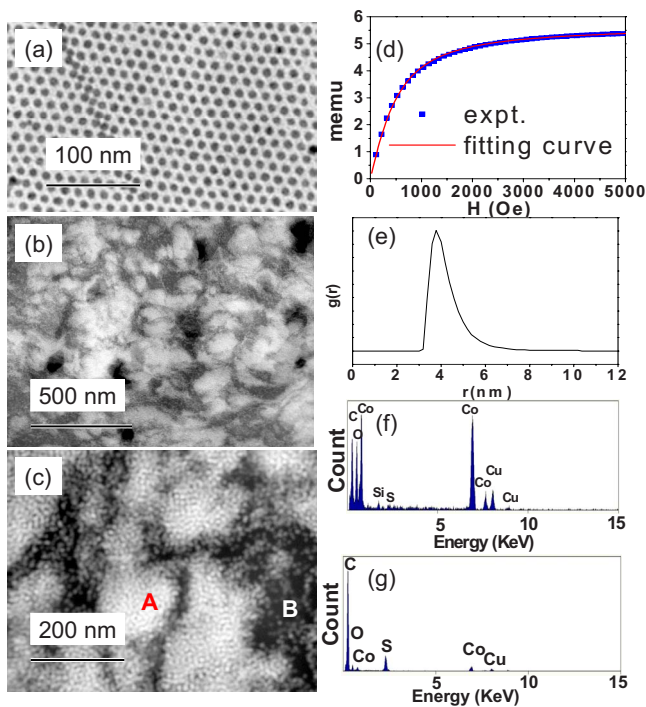 (a)
100 nm
(b)
500 nm
(c)
A
B
200 nm
(d)
memu
6
5
4
3
2
1
0
expt.
fitting curve
0 1000 2000 3000 4000 5000
H (Oe)
(e)
g(r)
0 2 4 6 8 10 12
r(nm)
(f)
Count
C
O
Co
Si
S
Co
Co
Cu
Cu
5 10 15
Energy (KeV)
(g)
Count
C
O
Co
S
Co
Cu
5 10 15
Energy (KeV)